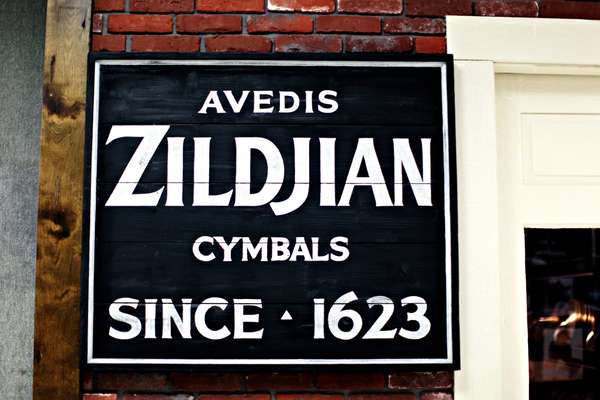 AVEDIS
ZILDJIAN
CYMBALS
SINCE · 1623